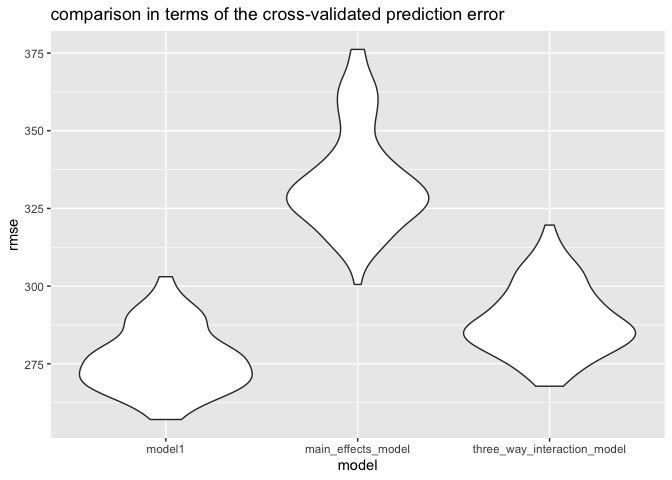 comparison in terms of the cross-validated prediction error
375
350
325
300
275
rmse
model1 main_effects_model three_way_interaction_model
model